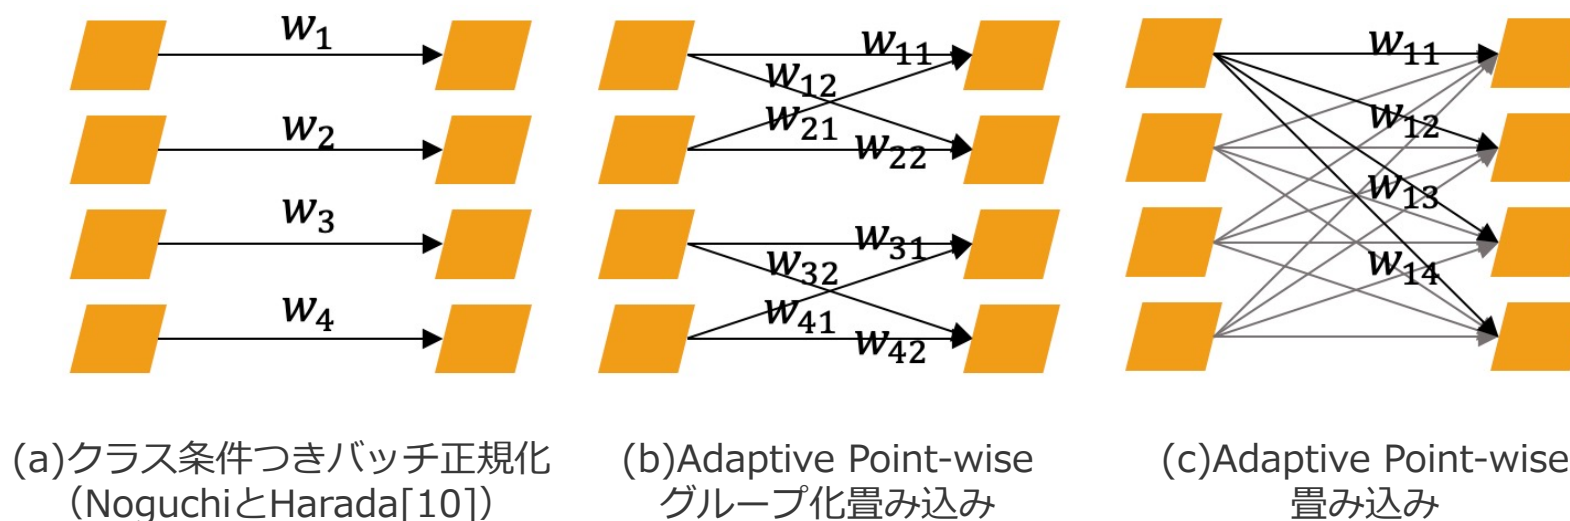 w₁
w₂
w₃
w₄
w₁₁
w₁₂
w₂₁
w₂₂
w₃₁
w₃₂
w₄₁
w₄₂
w₁₁
w₁₂
w₁₃
w₁₄
(a)クラス条件つきバッチ正規化
（NoguchiとHarada[10]）
(b)Adaptive Point-wise
グループ化畳み込み
(c)Adaptive Point-wise
畳み込み